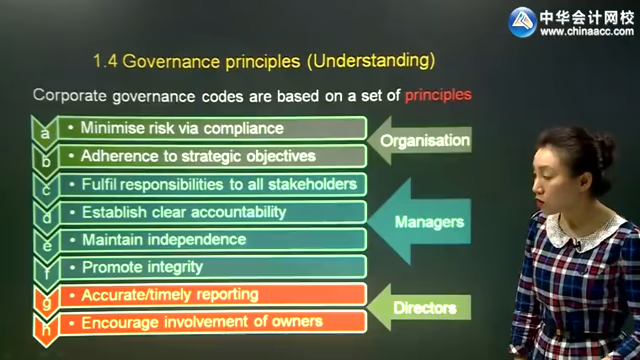 中华会计网校
www.chinaacc.com
1.4 Governance principles (Understanding)
Corporate governance codes are based on a set of principles
a • Minimise risk via compliance
b • Adherence to strategic objectives
Organisation
c • Fulfil responsibilities to all stakeholders
d • Establish clear accountability
Managers
e • Maintain independence
f • Promote integrity
g • Accurate/timely reporting
Directors
h • Encourage involvement of owners